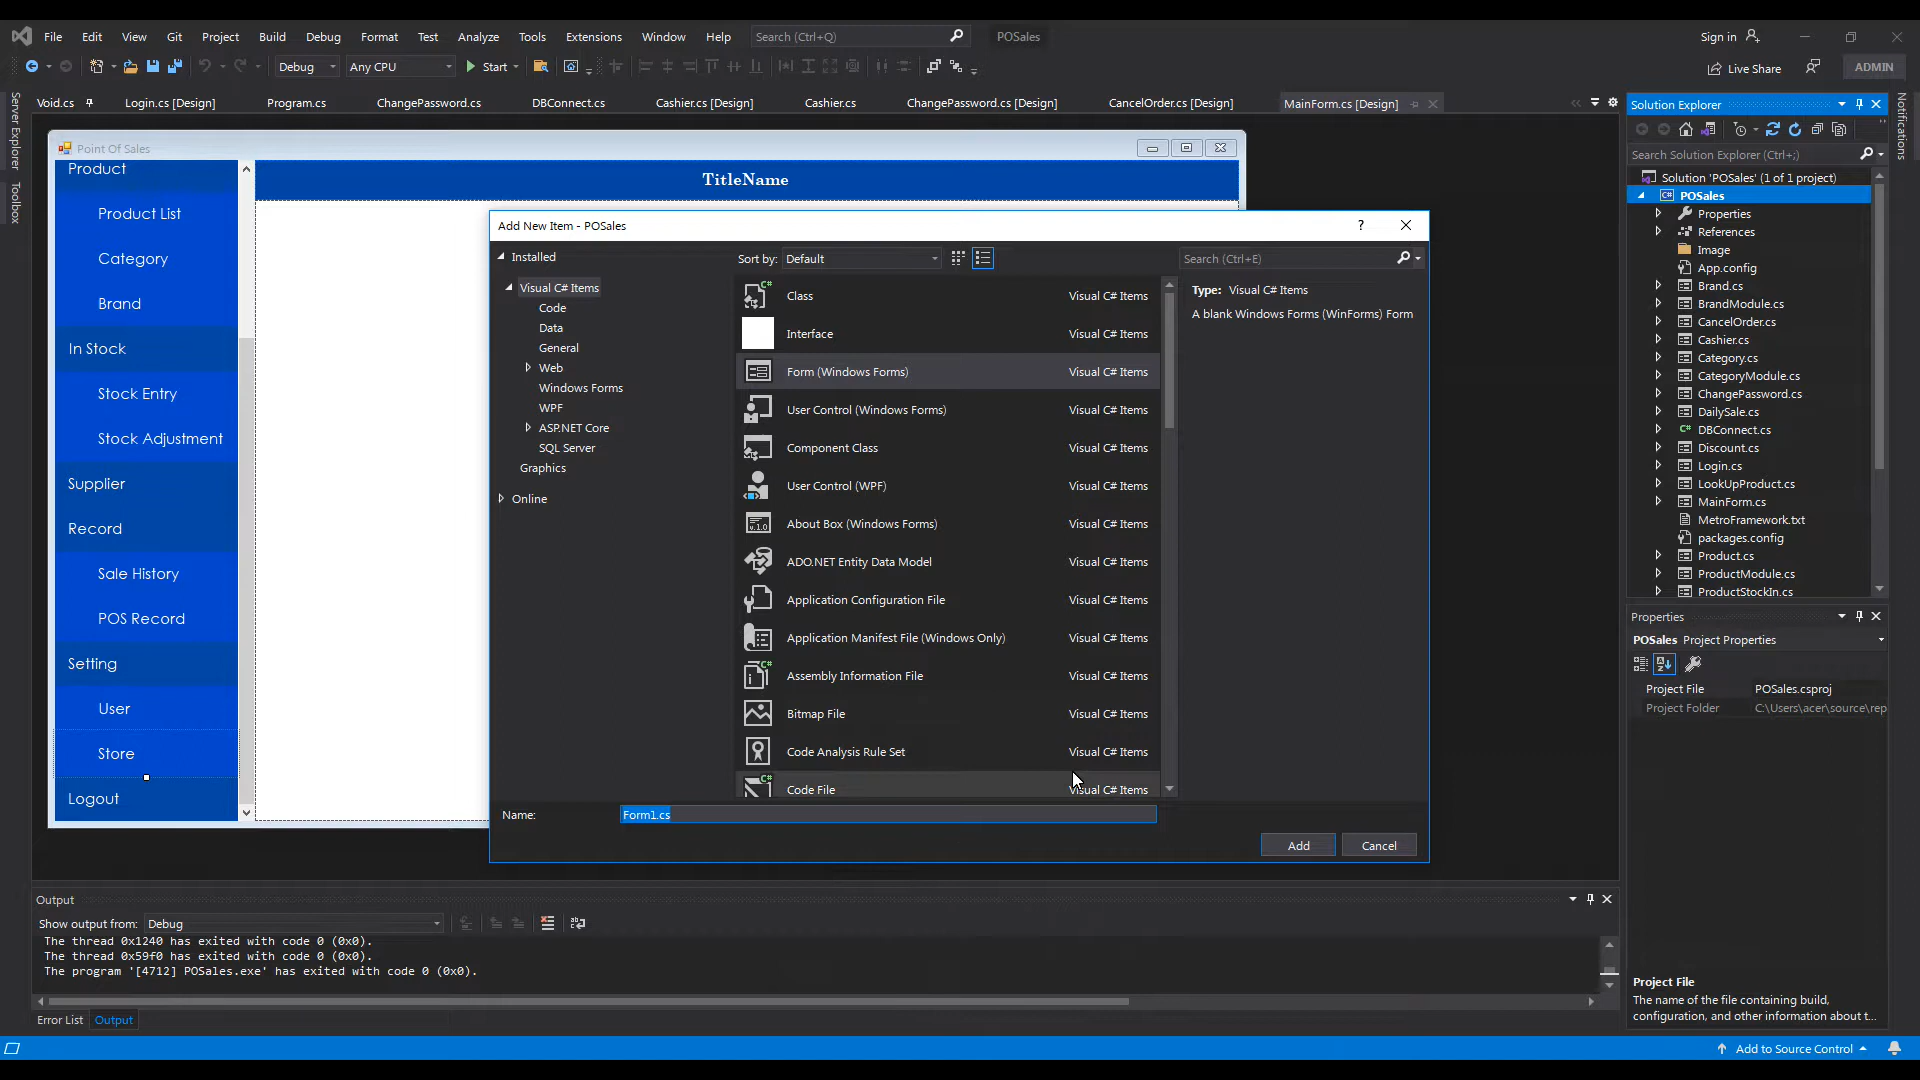 File Edit View Git Project Build Debug Format Test Analyze Tools Extensions Window Help Search (Ctrl+Q) POSales Sign in
Debug Any CPU Start Live Share ADMIN
Void.cs Login.cs [Design] Program.cs ChangePassword.cs DBConnect.cs Cashier.cs [Design] Cashier.cs ChangePassword.cs [Design] CancelOrder.cs [Design] MainForm.cs [Design]
Server Explorer
Toolbox
Point Of Sales
Product
Product List
Category
Brand
In Stock
Stock Entry
Stock Adjustment
Supplier
Record
Sale History
POS Record
Setting
User
Store
Logout
TitleName
Add New Item - POSales ?
Installed
Visual C# Items
Code
Data
General
Web
Windows Forms
WPF
ASP.NET Core
SQL Server
Graphics
Online
Sort by: Default
Search (Ctrl+E)
Class Visual C# Items
Interface Visual C# Items
Form (Windows Forms) Visual C# Items
User Control (Windows Forms) Visual C# Items
Component Class Visual C# Items
User Control (WPF) Visual C# Items
About Box (Windows Forms) Visual C# Items
ADO.NET Entity Data Model Visual C# Items
Application Configuration File Visual C# Items
Application Manifest File (Windows Only) Visual C# Items
Assembly Information File Visual C# Items
Bitmap File Visual C# Items
Code Analysis Rule Set Visual C# Items
Code File Visual C# Items
Type: Visual C# Items
A blank Windows Forms (WinForms) Form
Name: Form1.cs
Add Cancel
Output
Show output from: Debug
The thread 0x1240 has exited with code 0 (0x0).
The thread 0x59f0 has exited with code 0 (0x0).
The program '[4712] POSales.exe' has exited with code 0 (0x0).
Error List Output
Solution Explorer
Search Solution Explorer (Ctrl+;)
Solution 'POSales' (1 of 1 project)
C# POSales
Properties
References
Image
App.config
Brand.cs
BrandModule.cs
CancelOrder.cs
Cashier.cs
Category.cs
CategoryModule.cs
ChangePassword.cs
DailySale.cs
C# DBConnect.cs
Discount.cs
Login.cs
LookUpProduct.cs
MainForm.cs
MetroFramework.txt
packages.config
Product.cs
ProductModule.cs
ProductStockIn.cs
Properties
POSales Project Properties
Project File POSales.csproj
Project Folder C:\Users\acer\source\rep
Project File
The name of the file containing build,
configuration, and other information about t...
Notifications
Add to Source Control